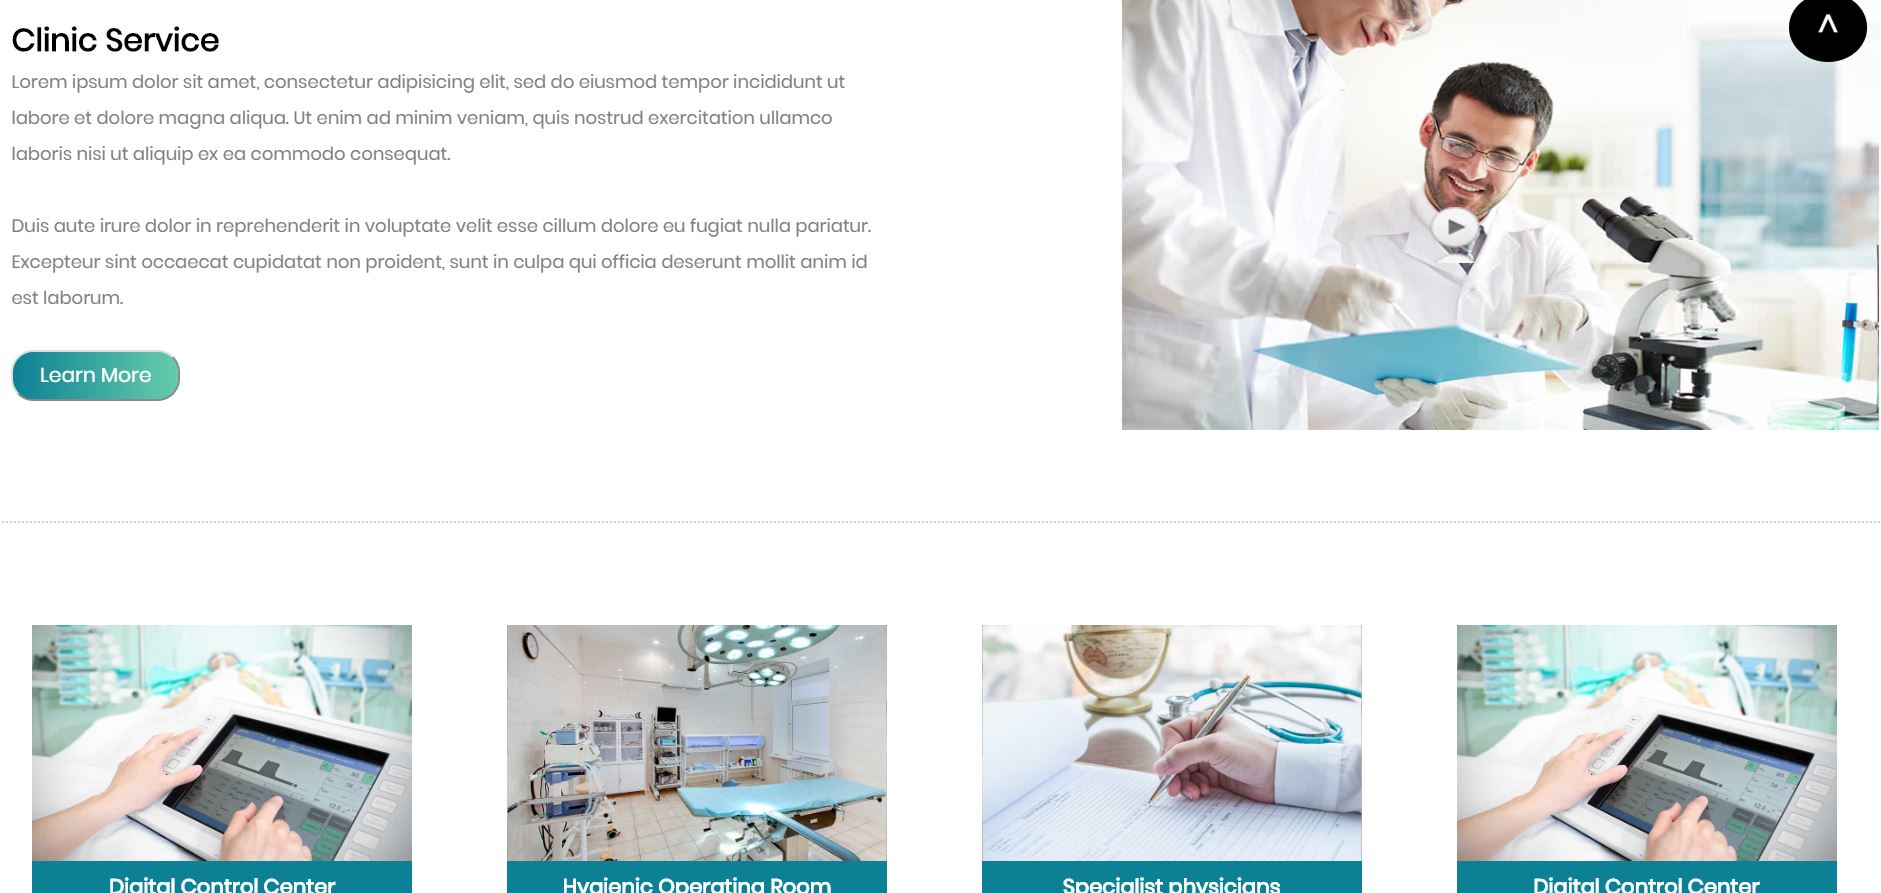 Clinic Service
Lorem ipsum dolor sit amet, consectetur adipisicing elit, sed do eiusmod tempor incididunt ut
labore et dolore magna aliqua. Ut enim ad minim veniam, quis nostrud exercitation ullamco
laboris nisi ut aliquip ex ea commodo consequat.
Duis aute irure dolor in reprehenderit in voluptate velit esse cillum dolore eu fugiat nulla pariatur.
Excepteur sint occaecat cupidatat non proident, sunt in culpa qui officia deserunt mollit anim id
est laborum.
Learn More
Digital Control Center
Hygienic Operating Room
Specialist physicians
Digital Control Center